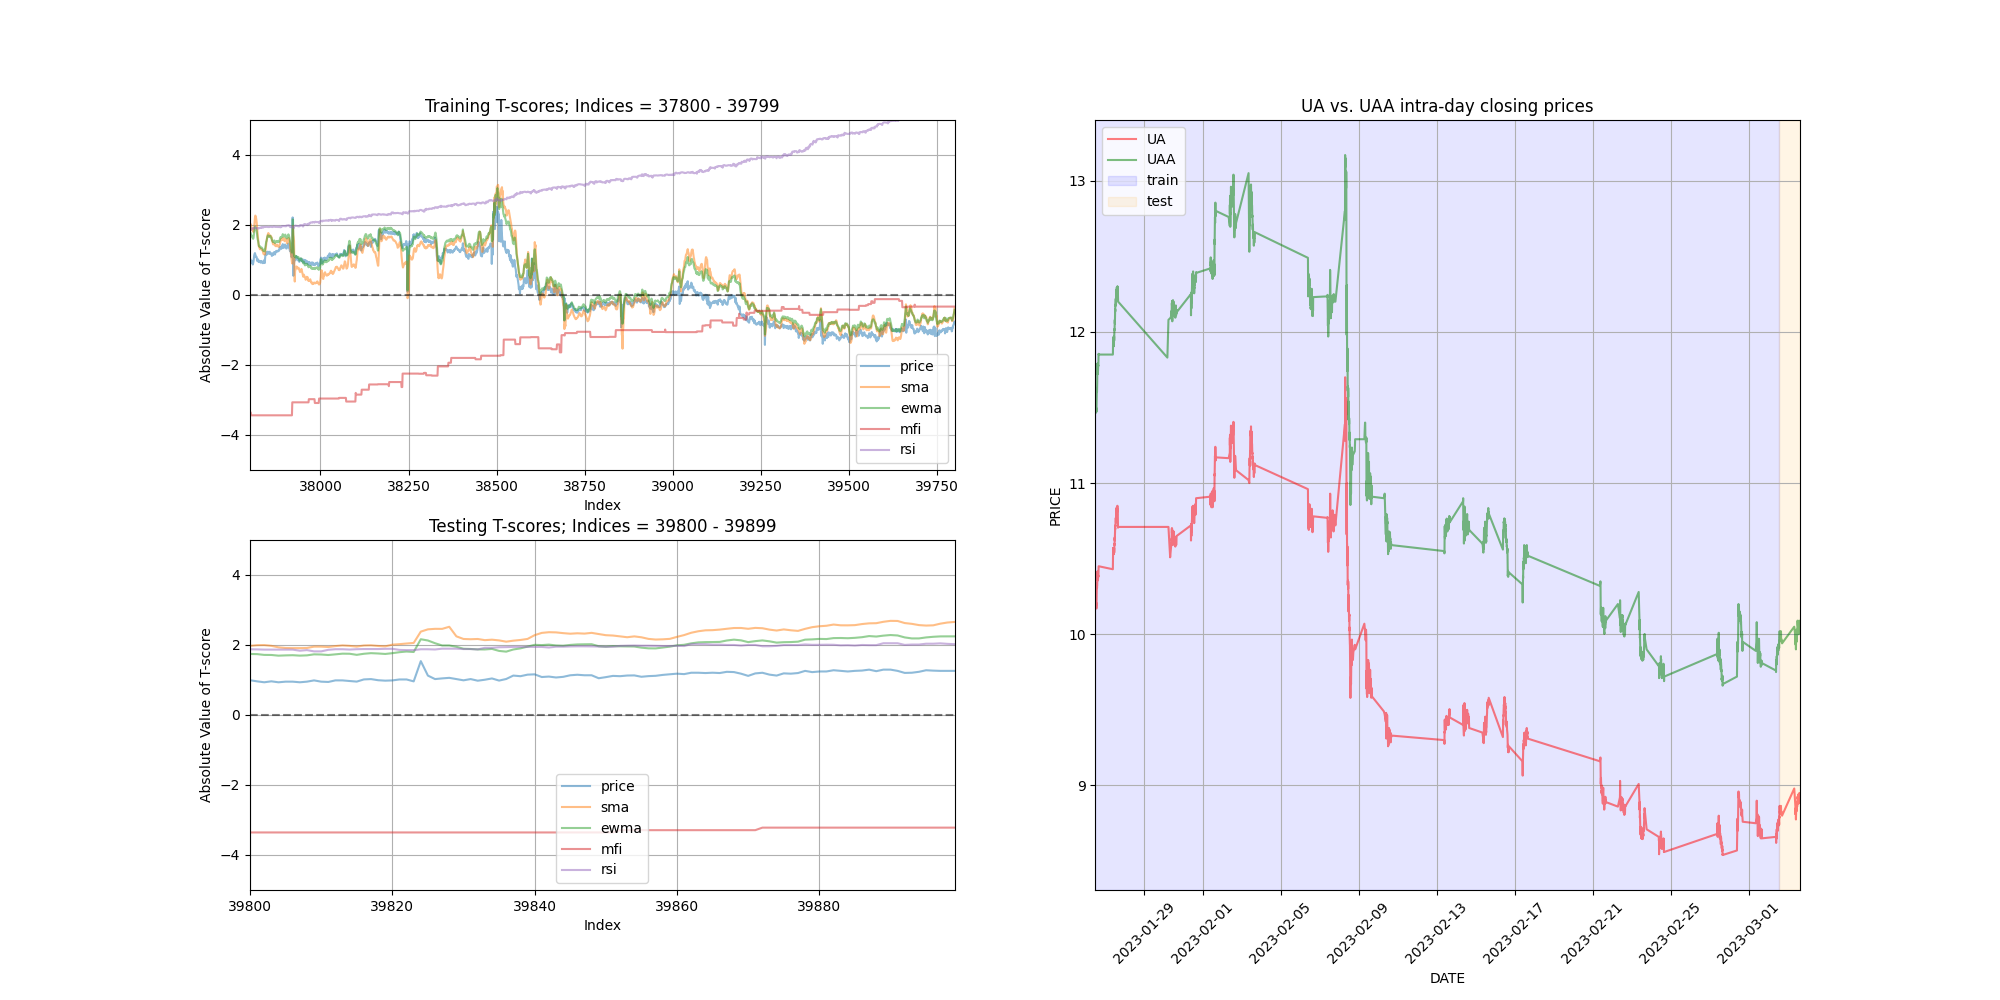 Training T-scores; Indices = 37800 - 39799
Absolute Value of T-score
4
2
0
−2
−4
price
sma
ewma
mfi
rsi
38000 38250 38500 38750 39000 39250 39500 39750
Index
Testing T-scores; Indices = 39800 - 39899
Absolute Value of T-score
4
2
0
−2
−4
price
sma
ewma
mfi
rsi
39800 39820 39840 39860 39880
Index
UA vs. UAA intra-day closing prices
UA
UAA
train
test
PRICE
13
12
11
10
9
2023-01-29 2023-02-01 2023-02-05 2023-02-09 2023-02-13 2023-02-17 2023-02-21 2023-02-25 2023-03-01
DATE